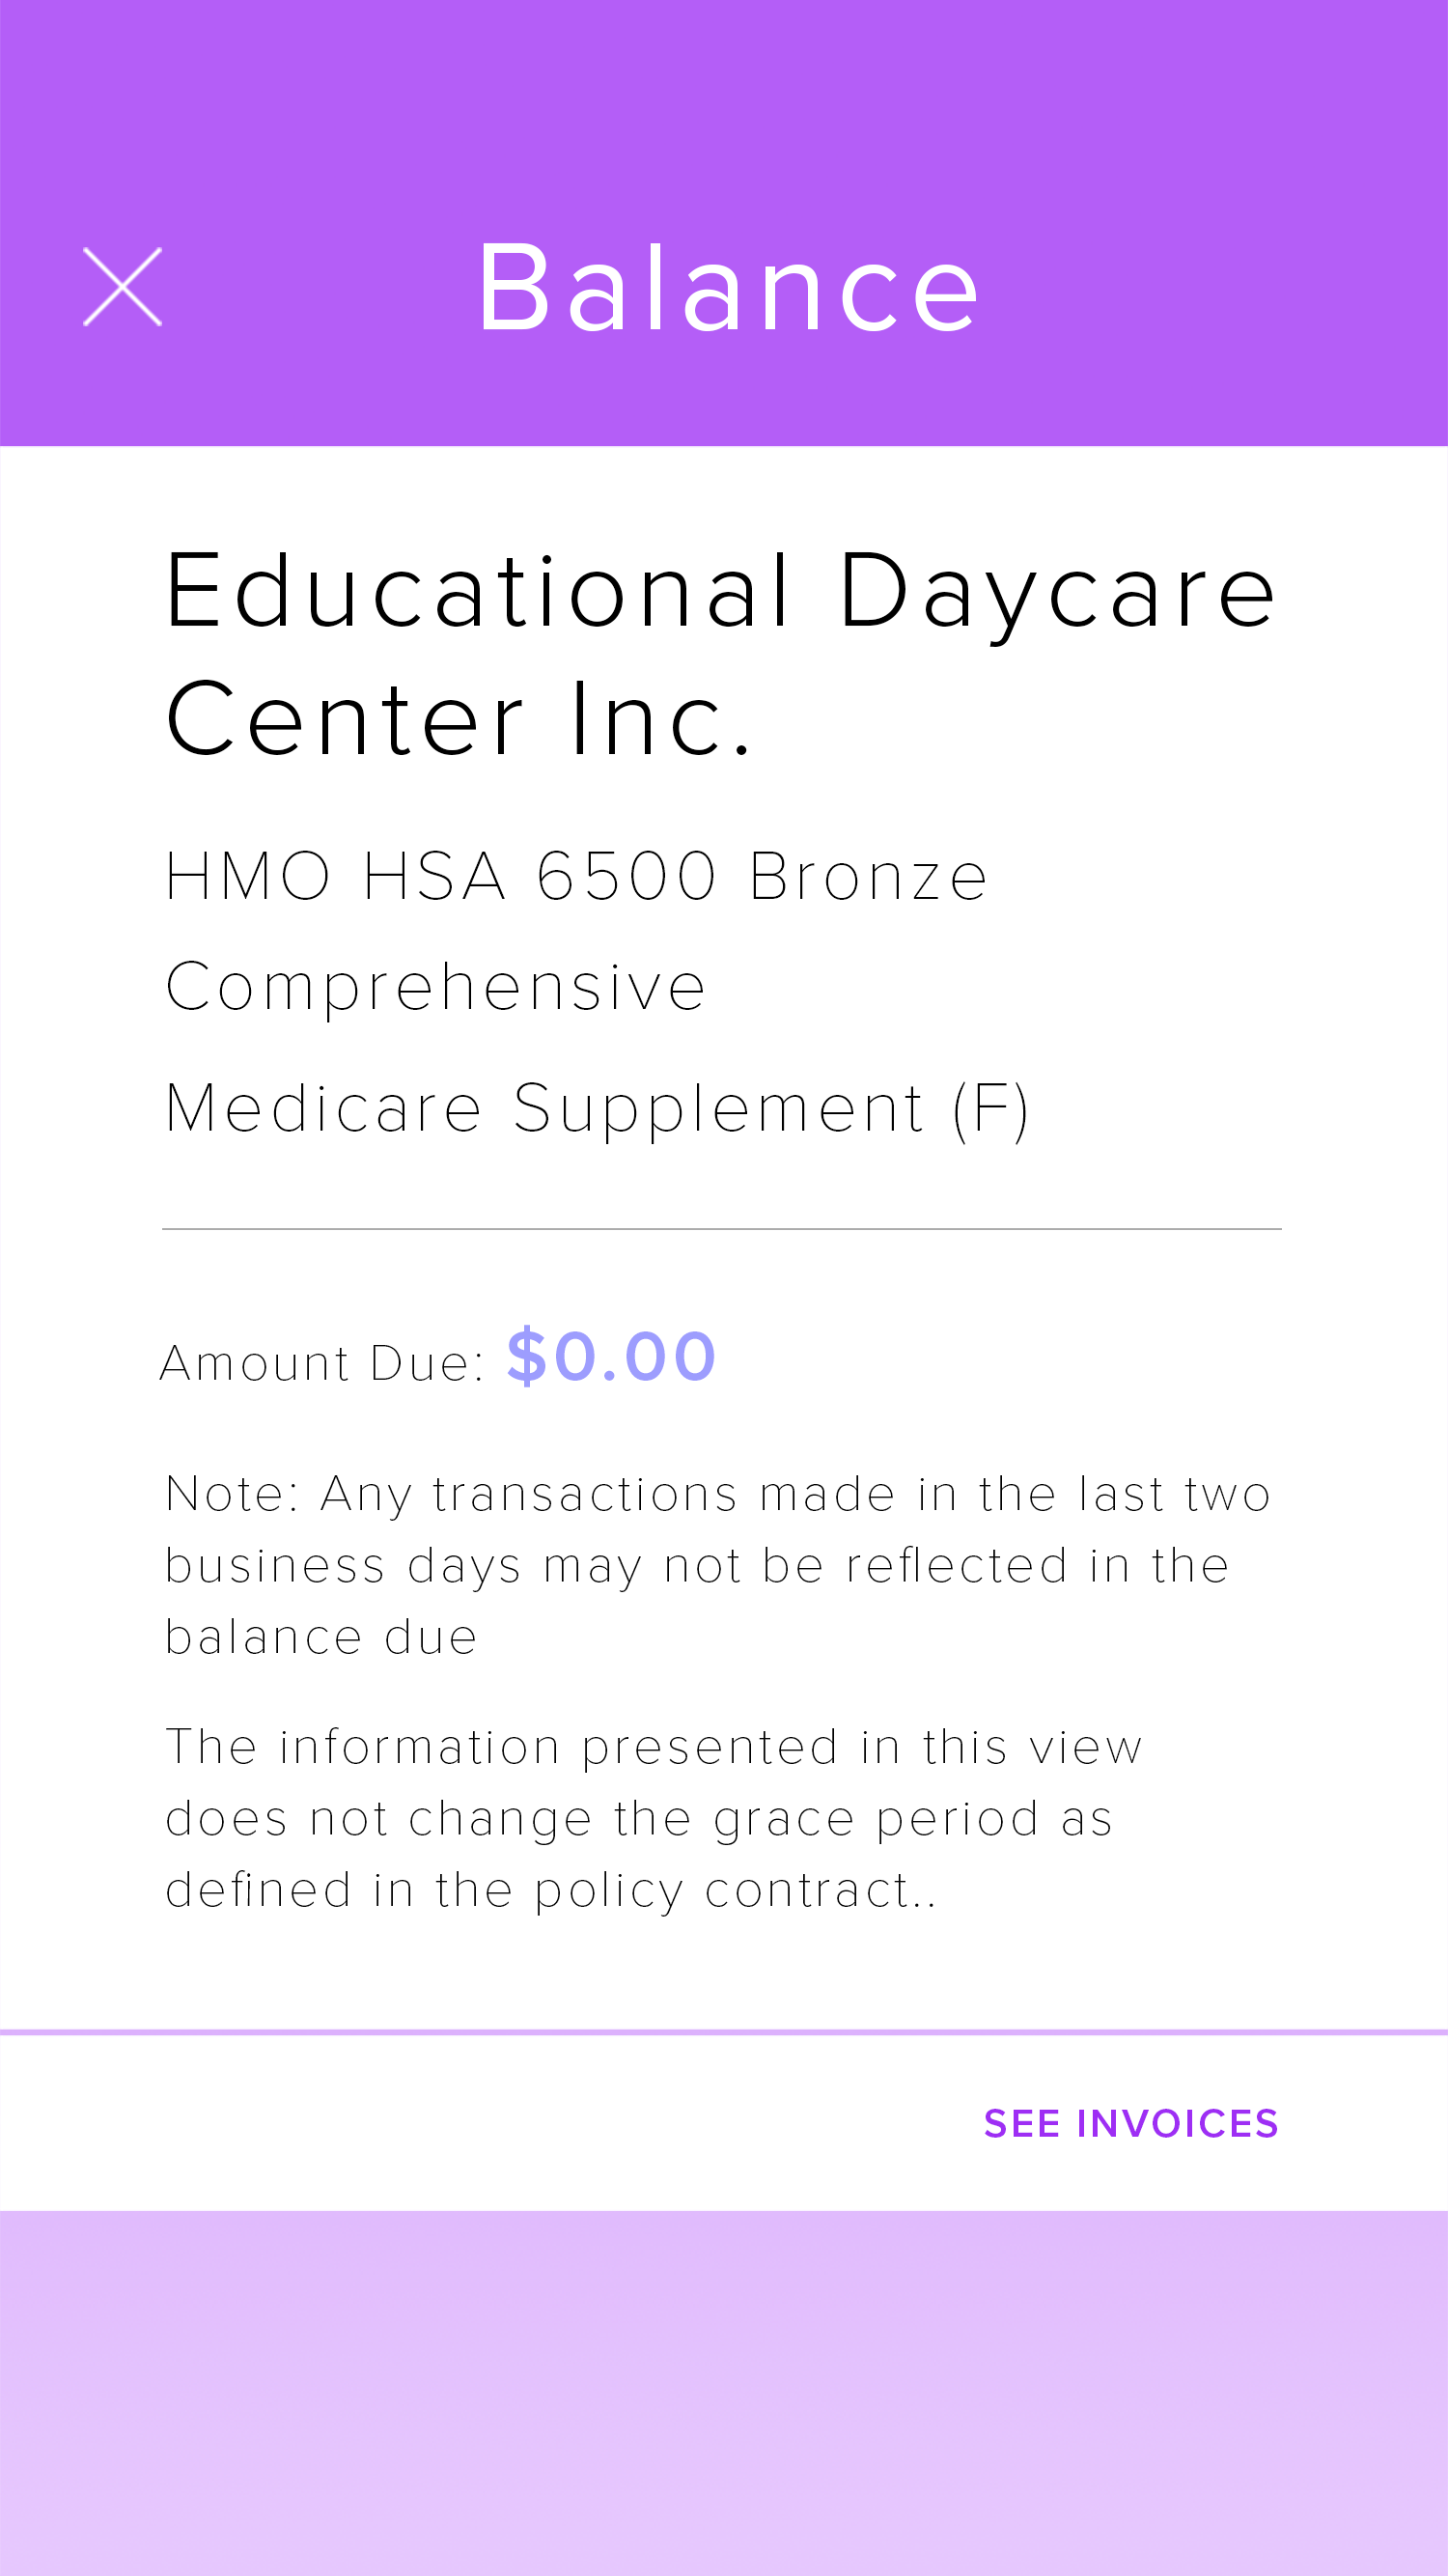 Balance
Educational Daycare
Center Inc.
HMO HSA 6500 Bronze
Comprehensive
Medicare Supplement (F)
Amount Due: $0.00
Note: Any transactions made in the last two
business days may not be reflected in the
balance due
The information presented in this view
does not change the grace period as
defined in the policy contract..
SEE INVOICES